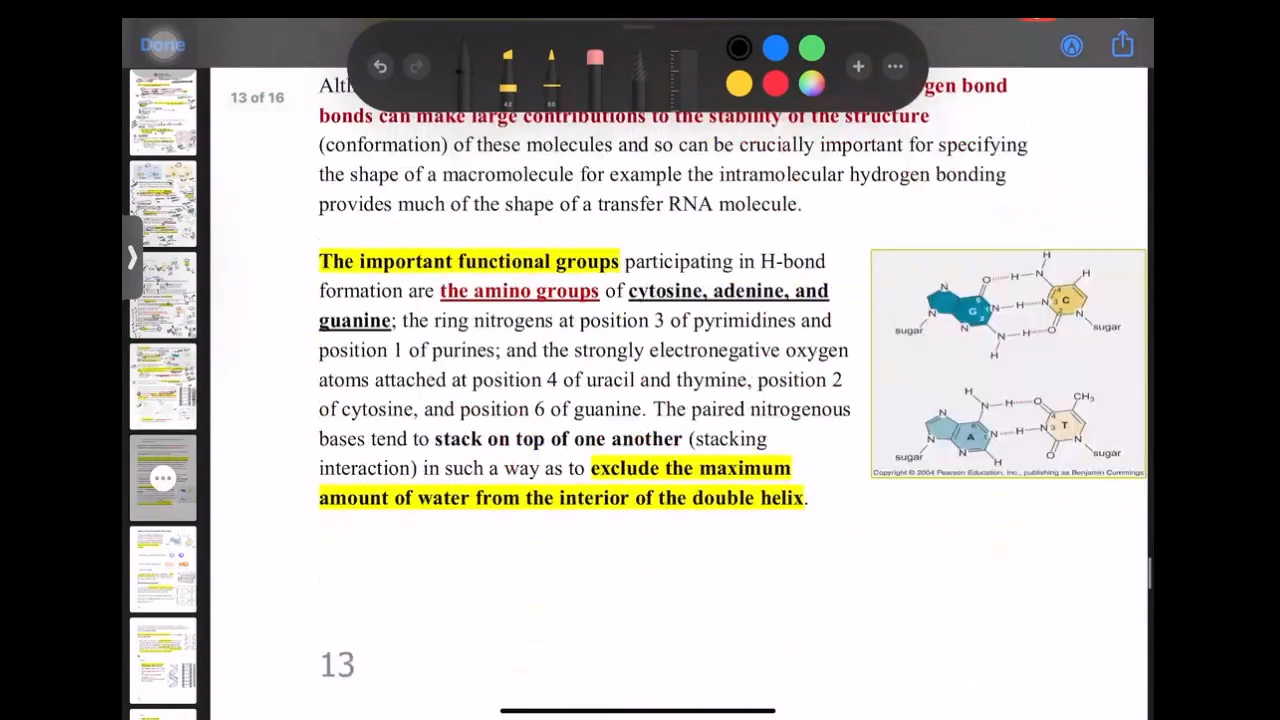 Done
42
50
13 of 16
gen bond
bonds can make large contributions to the stability of the structure
(conformation) of these molecules and so can be crucially important for specifying
the shape of a macromolecule for example the intramolecular hydrogen bonding
provides much of the shape of a transfer RNA molecule.
The important functional groups participating in H-bond
formation are the amino groups of cytosine, adenine, and
guanine; the ring nitrogens at position 3 of pyrimidines and
position 1 of purines; and the strongly electronegative oxygen
atoms attached at position 4 of uracil and thymine, position 2
of cytosine, and position 6 of guanine. The paired nitrogenous
bases tend to stack on top of one another (stacking
interaction) in such a way as to exclude the maximum
amount of water from the interior of the double helix.
H
N
O H N H
G N H N C
N N H O N
sugar sugar
H
H
N H O CH₃
N
A N H N T
N N
sugar O sugar
Copyright © 2004 Pearson Education, Inc., publishing as Benjamin Cummings
13